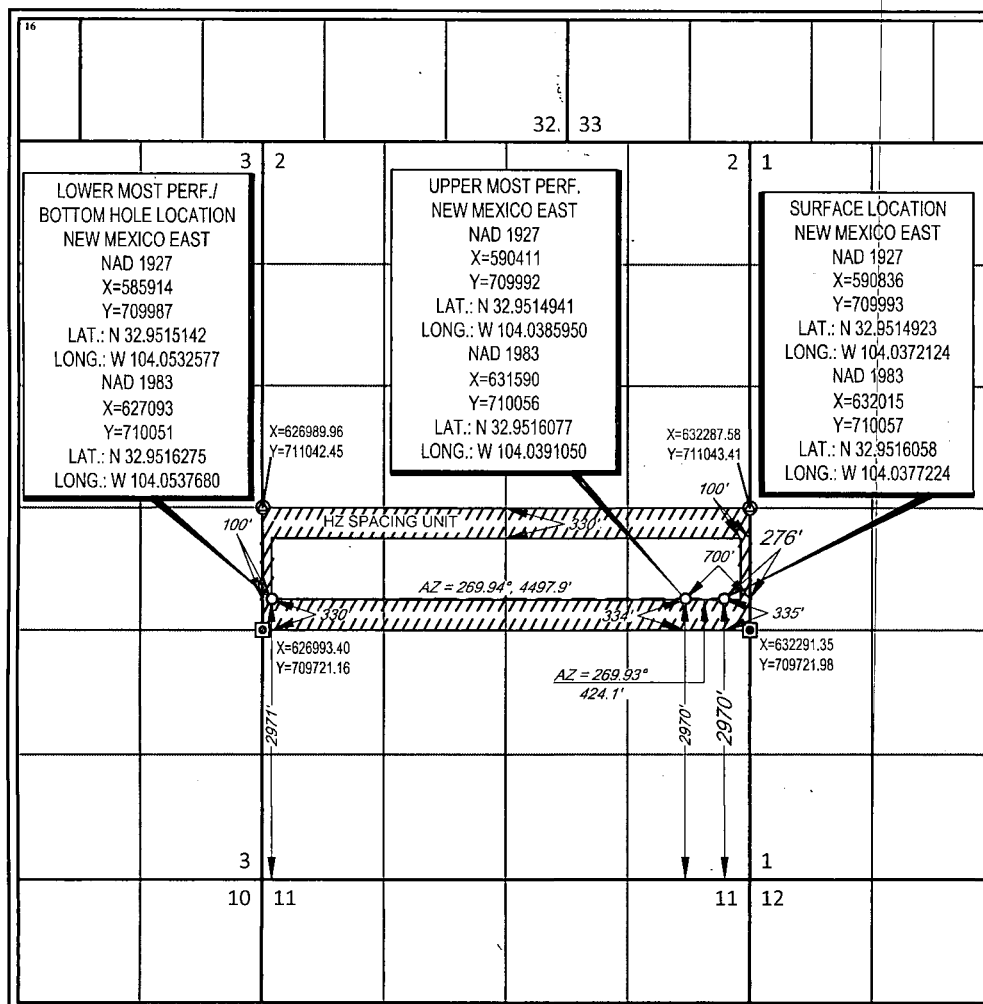 16
32. 33
3 2
2 1
LOWER MOST PERF./
BOTTOM HOLE LOCATION
NEW MEXICO EAST
NAD 1927
X=585914
Y=709987
LAT.: N 32.9515142
LONG.: W 104.0532577
NAD 1983
X=627093
Y=710051
LAT.: N 32.9516275
LONG.: W 104.0537680
UPPER MOST PERF.
NEW MEXICO EAST
NAD 1927
X=590411
Y=709992
LAT.: N 32.9514941
LONG.: W 104.0385950
NAD 1983
X=631590
Y=710056
LAT.: N 32.9516077
LONG.: W 104.0391050
SURFACE LOCATION
NEW MEXICO EAST
NAD 1927
X=590836
Y=709993
LAT.: N 32.9514923
LONG.: W 104.0372124
NAD 1983
X=632015
Y=710057
LAT.: N 32.9516058
LONG.: W 104.0377224
X=626989.96
Y=711042.45
X=632287.58
Y=711043.41
100'
HZ SPACING UNIT
330'
100'
276'
700'
AZ = 269.94°, 4497.9'
330'
334'
335'
X=626993.40
Y=709721.16
X=632291.35
Y=709721.98
AZ = 269.93°
424.1'
2971'
2970'
2970'
3
1
10 11
11 12